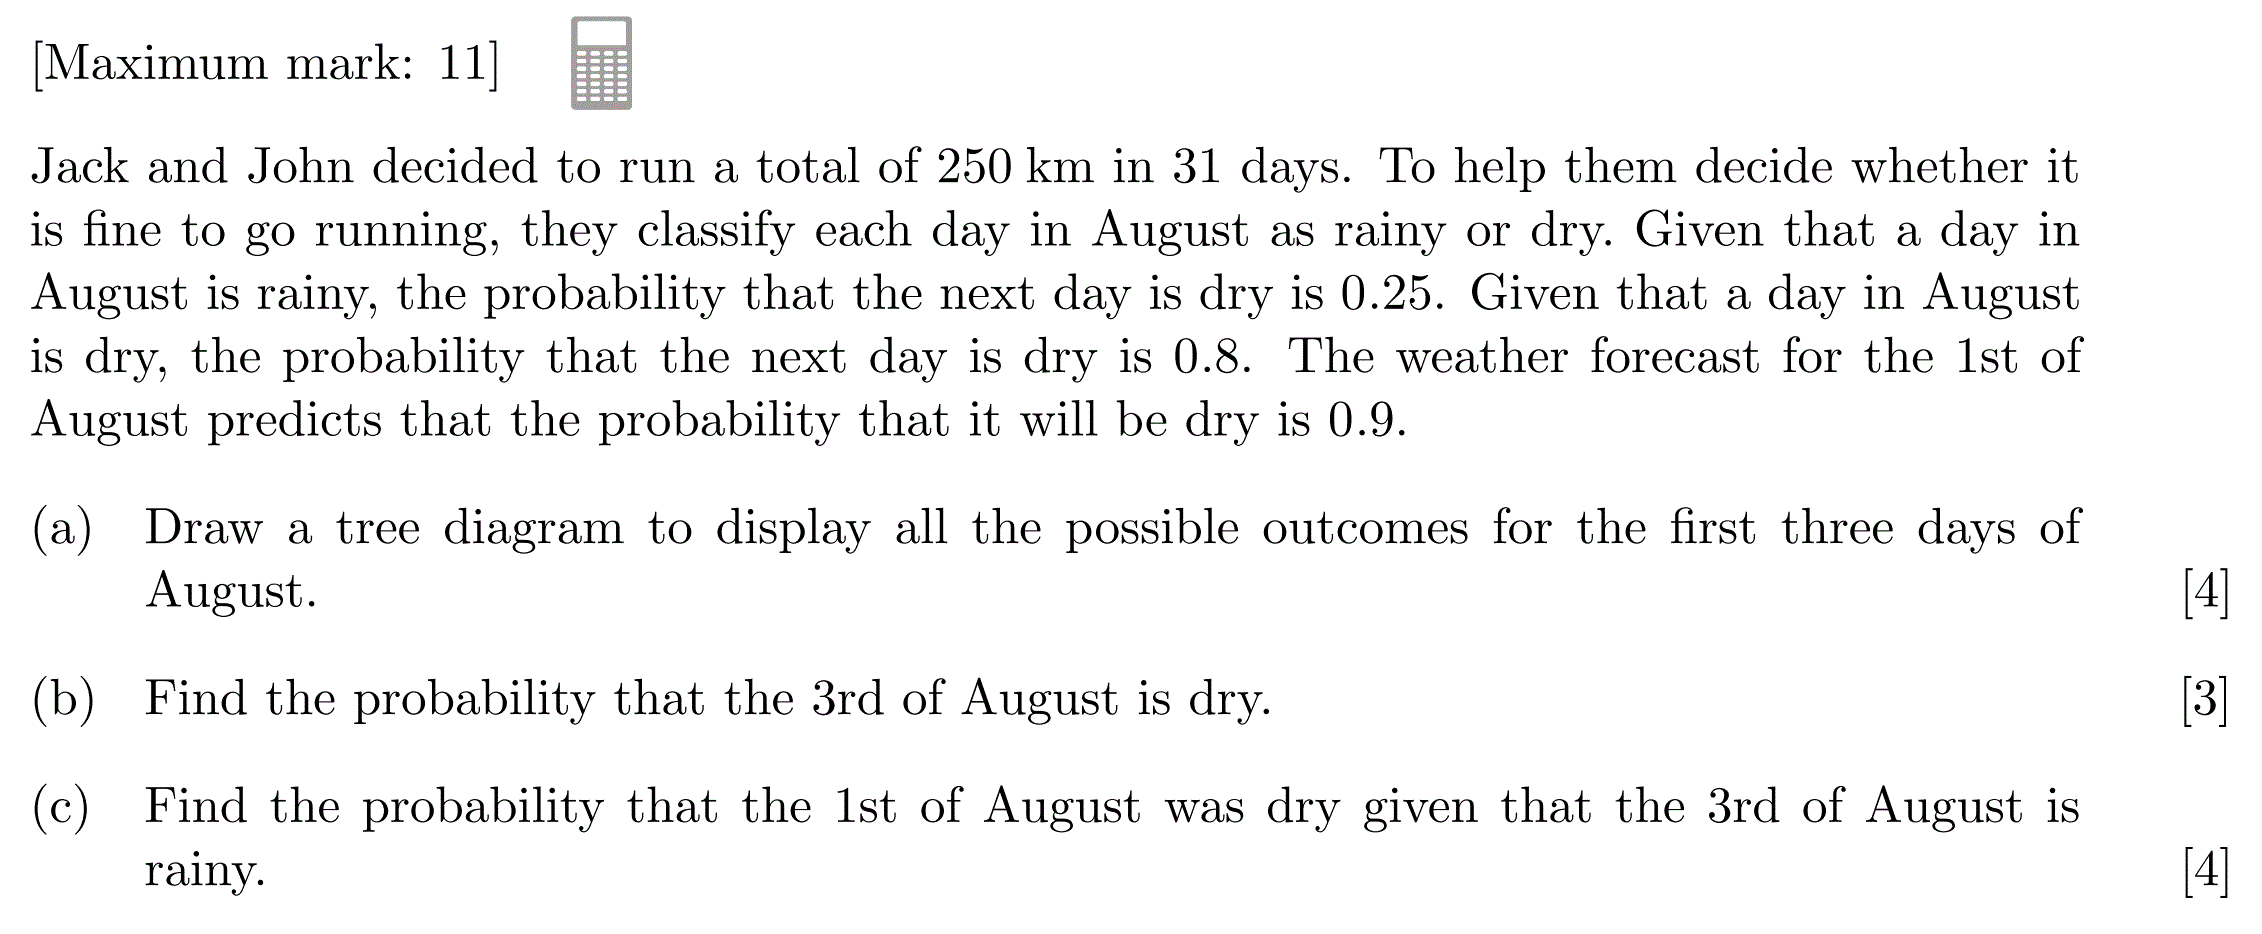 [Maximum mark: 11]
Jack and John decided to run a total of 250 km in 31 days. To help them decide whether it
is fine to go running, they classify each day in August as rainy or dry. Given that a day in
August is rainy, the probability that the next day is dry is 0.25. Given that a day in August
is dry, the probability that the next day is dry is 0.8. The weather forecast for the 1st of
August predicts that the probability that it will be dry is 0.9.
(a) Draw a tree diagram to display all the possible outcomes for the first three days of
August. [4]
(b) Find the probability that the 3rd of August is dry. [3]
(c) Find the probability that the 1st of August was dry given that the 3rd of August is
rainy. [4]